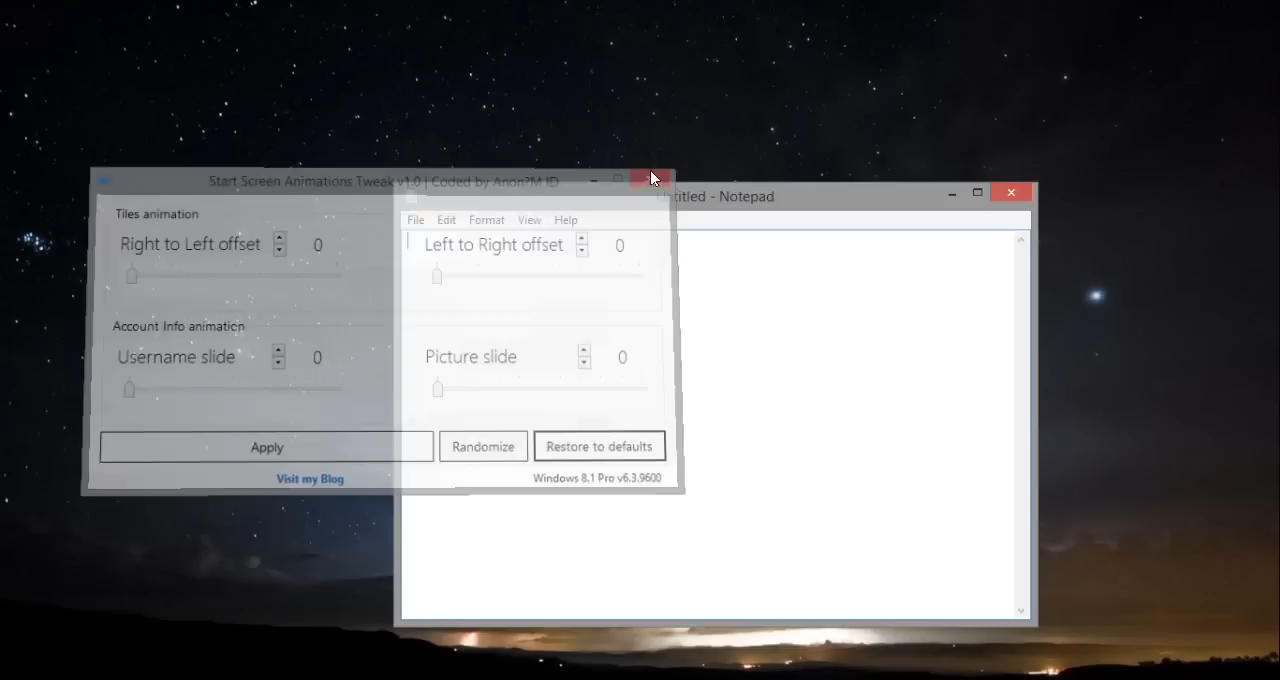 Start Screen Animations Tweak v1.0 | Coded by Anon?M ID
Untitled - Notepad
File Edit Format View Help
Tiles animation
Right to Left offset 0
Left to Right offset 0
Account Info animation
Username slide 0
Picture slide 0
Apply
Randomize
Restore to defaults
Visit my Blog
Windows 8.1 Pro v6.3.9600